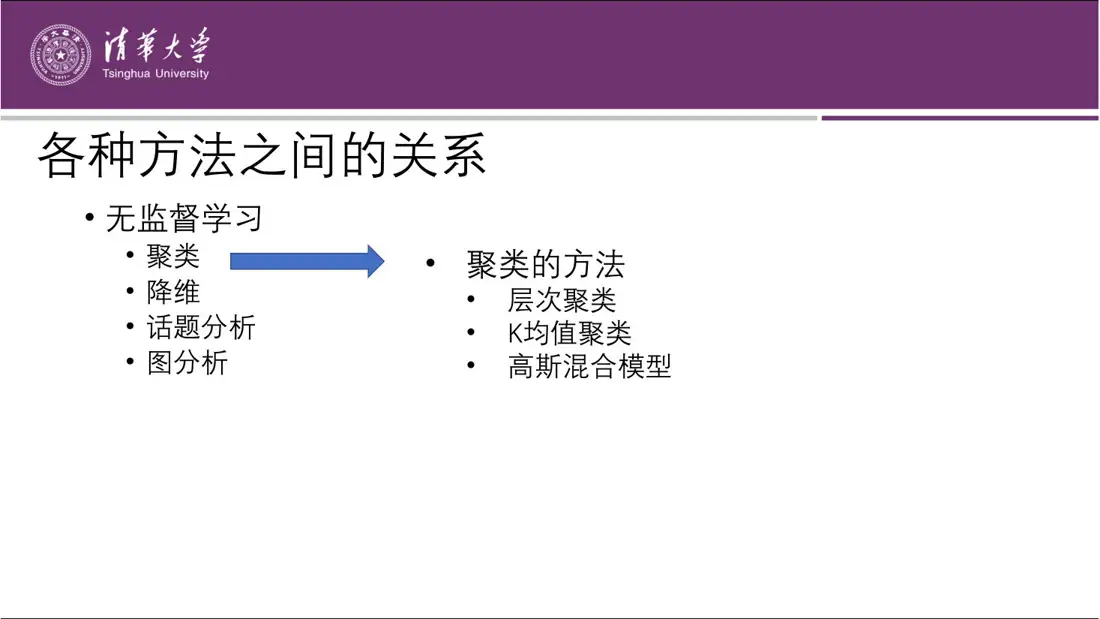 清华大学
Tsinghua University
各种方法之间的关系
• 无监督学习
• 聚类
• 降维
• 话题分析
• 图分析
• 聚类的方法
• 层次聚类
• K均值聚类
• 高斯混合模型